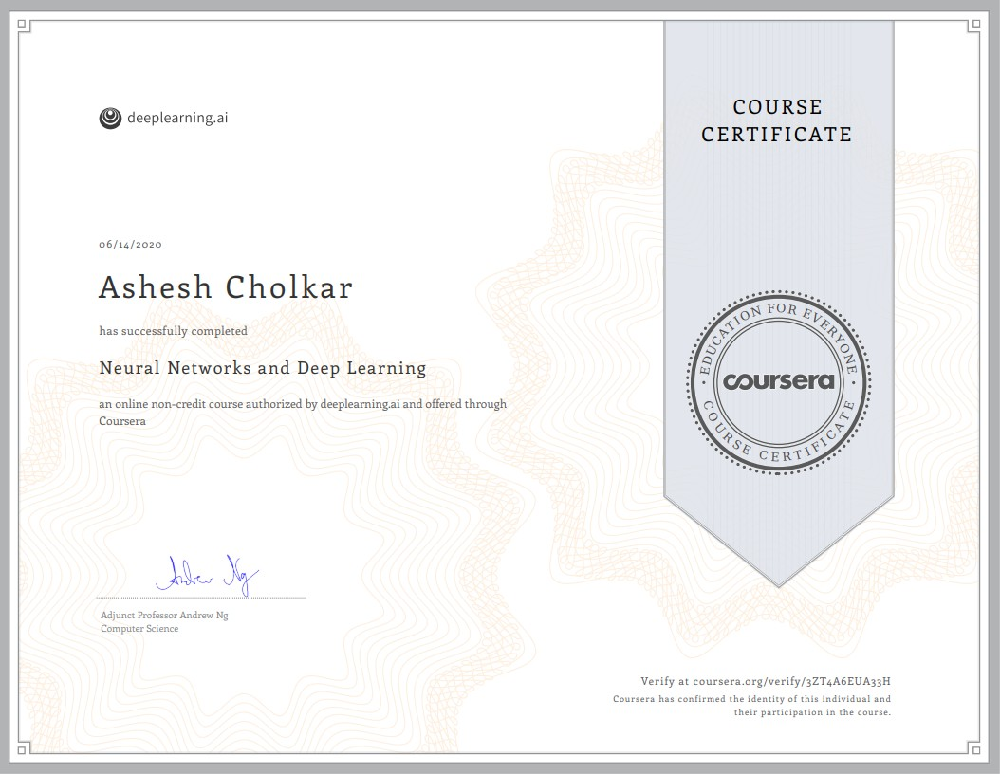 deeplearning.ai
COURSE
CERTIFICATE
06/14/2020
Ashesh Cholkar
has successfully completed
Neural Networks and Deep Learning
an online non-credit course authorized by deeplearning.ai and offered through
Coursera
EDUCATION FOR EVERYONE
coursera
COURSE CERTIFICATE
Andrew Ng
Adjunct Professor Andrew Ng
Computer Science
Verify at coursera.org/verify/3ZT4A6EUA33H
Coursera has confirmed the identity of this individual and
their participation in the course.